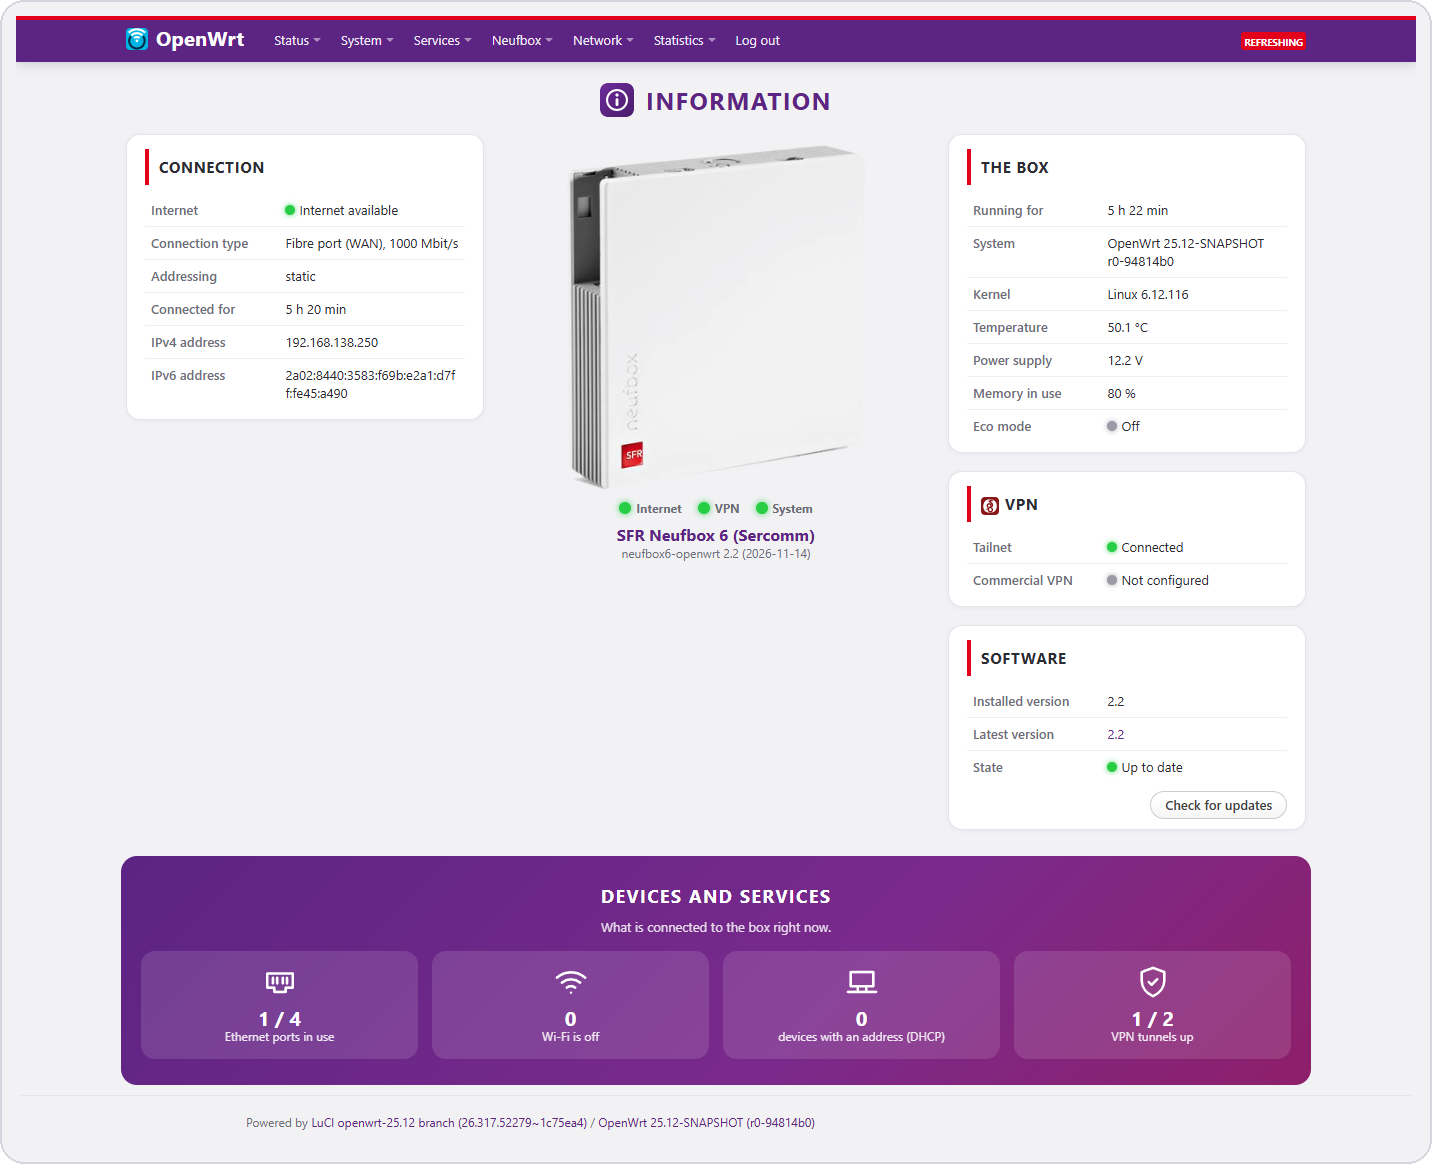 OpenWrt
Status
System
Services
Neufbox
Network
Statistics
Log out
REFRESHING
INFORMATION
CONNECTION
Internet
Internet available
Connection type
Fibre port (WAN), 1000 Mbit/s
Addressing
static
Connected for
5 h 20 min
IPv4 address
192.168.138.250
IPv6 address
2a02:8440:3583:f69b:e2a1:d7f
f:fe45:a490
neufbox
SFR
Internet
VPN
System
SFR Neufbox 6 (Sercomm)
neufbox6-openwrt 2.2 (2026-11-14)
THE BOX
Running for
5 h 22 min
System
OpenWrt 25.12-SNAPSHOT
r0-94814b0
Kernel
Linux 6.12.116
Temperature
50.1 °C
Power supply
12.2 V
Memory in use
80 %
Eco mode
Off
VPN
Tailnet
Connected
Commercial VPN
Not configured
SOFTWARE
Installed version
2.2
Latest version
2.2
State
Up to date
Check for updates
DEVICES AND SERVICES
What is connected to the box right now.
1 / 4
Ethernet ports in use
0
Wi-Fi is off
0
devices with an address (DHCP)
1 / 2
VPN tunnels up
Powered by LuCI openwrt-25.12 branch (26.317.52279~1c75ea4) / OpenWrt 25.12-SNAPSHOT (r0-94814b0)